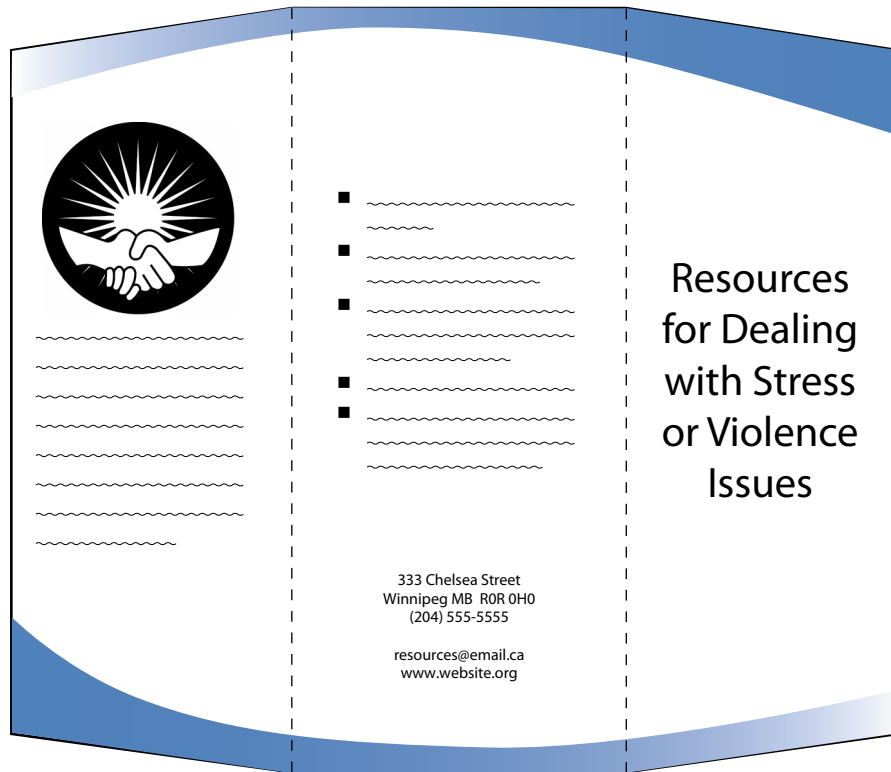 333 Chelsea Street
Winnipeg MB  R0R 0H0
(204) 555-5555
resources@email.ca
www.website.org
Resources
for Dealing
with Stress
or Violence
Issues